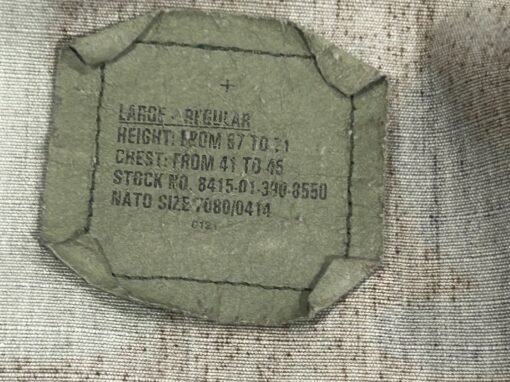 LARGE - REGULAR
HEIGHT: FROM 67 TO 71
CHEST: FROM 41 TO 45
STOCK NO. 8415-01-390-8550
NATO SIZE 7080/0414